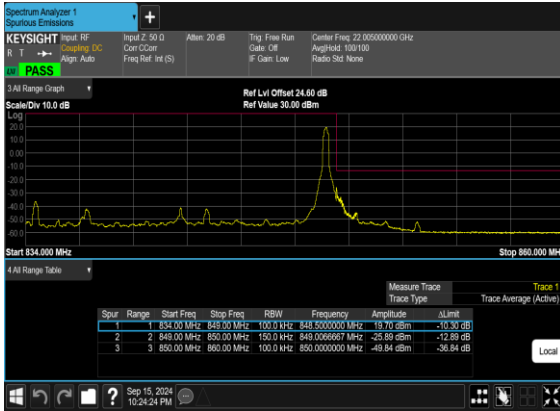 Spectrum Analyzer 1
Spurious Emissions
KEYSIGHT Input: RF Input Z: 50 Ω Atten: 20 dB Trig: Free Run Center Freq: 22.005000000 GHz
R T Coupling: DC Corr CCorr Gate: Off Avg|Hold: 100/100
Align: Auto Freq Ref: Int (S) IF Gain: Low Radio Std: None
PASS
3 All Range Graph
Ref Lvl Offset 24.60 dB
Scale/Div 10.0 dB Ref Value 30.00 dBm
Log
20.0
10.0
0.00
-10.0
-20.0
-30.0
-40.0
-50.0
-60.0
Start 834.000 MHz Stop 860.000 MH
4 All Range Table
Measure Trace Trace 1
Trace Type Trace Average (Active)
Spur Range Start Freq Stop Freq RBW Frequency Amplitude ΔLimit
1 1 834.00 MHz 849.00 MHz 100.0 kHz 848.5000000 MHz 19.70 dBm -10.30 dB
2 2 849.00 MHz 850.00 MHz 150.0 kHz 849.0066667 MHz -25.89 dBm -12.89 dB
3 3 850.00 MHz 860.00 MHz 100.0 kHz 850.0000000 MHz -49.84 dBm -36.84 dB
Local
Sep 15, 2024
10:24:24 PM